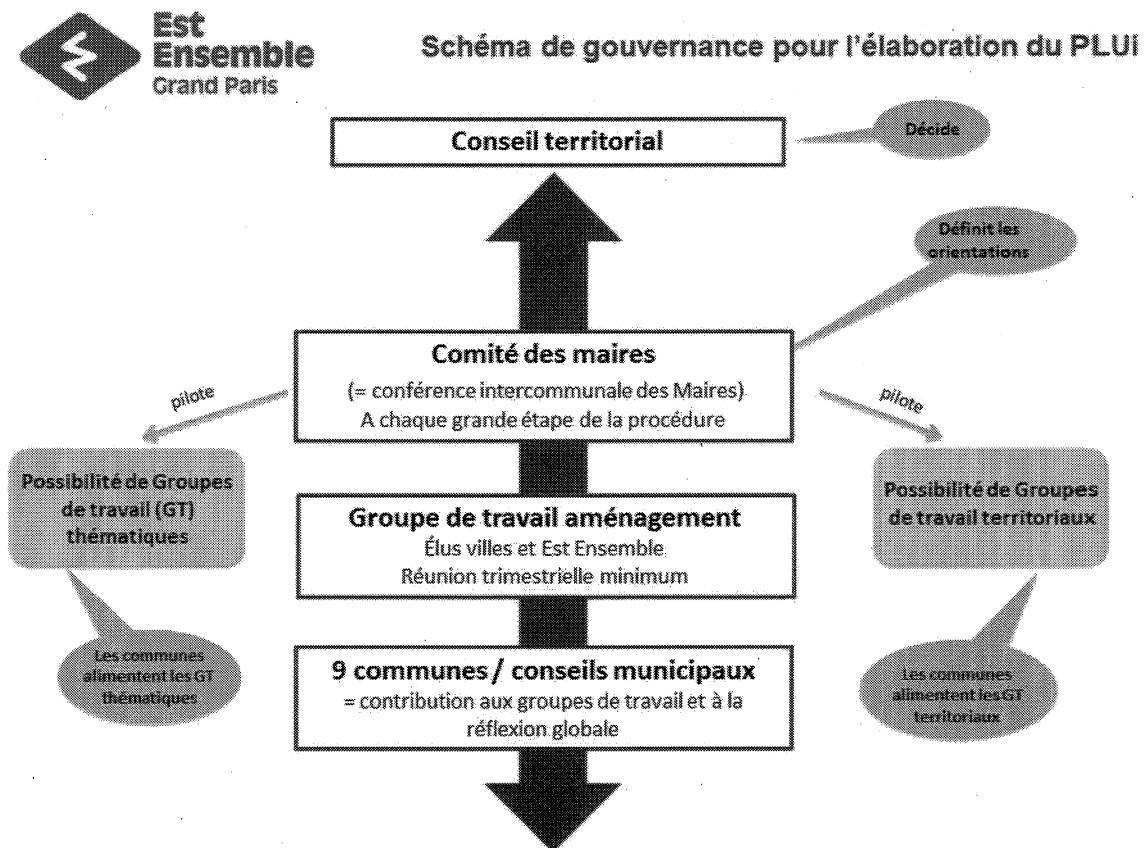 Est
Ensemble
Grand Paris
Schéma de gouvernance pour l'élaboration du PLUi
Conseil territorial
Décide
Définit les
orientations
Comité des maires
(= conférence intercommunale des Maires)
A chaque grande étape de la procédure
pilote
pilote
Possibilité de Groupes
de travail (GT)
thématiques
Possibilité de Groupes
de travail territoriaux
Groupe de travail aménagement
Élus villes et Est Ensemble
Réunion trimestrielle minimum
Les communes
alimentent les GT
thématiques
9 communes / conseils municipaux
= contribution aux groupes de travail et à la
réflexion globale
Les communes
alimentent les GT
territoriaux